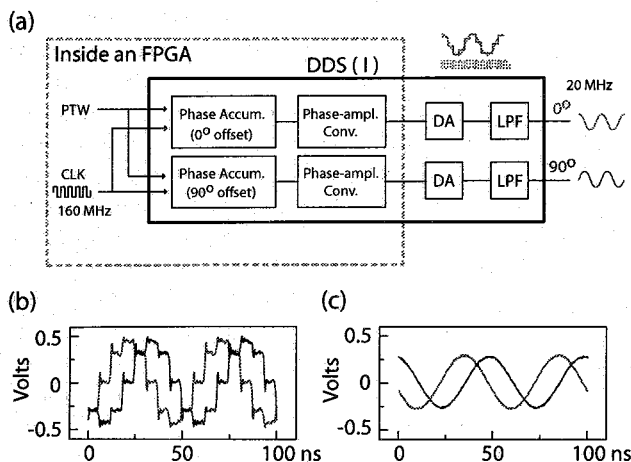 (a)
Inside an FPGA
DDS ( I )
PTW
CLK
160 MHz
Phase Accum.
(0° offset)
Phase-ampl.
Conv.
DA
LPF
0°
20 MHz
Phase Accum.
(90° offset)
Phase-ampl.
Conv.
DA
LPF
90°
(b)
Volts
0.5
0
-0.5
0
50
100 ns
(c)
Volts
0.5
0
-0.5
0
50
100 ns